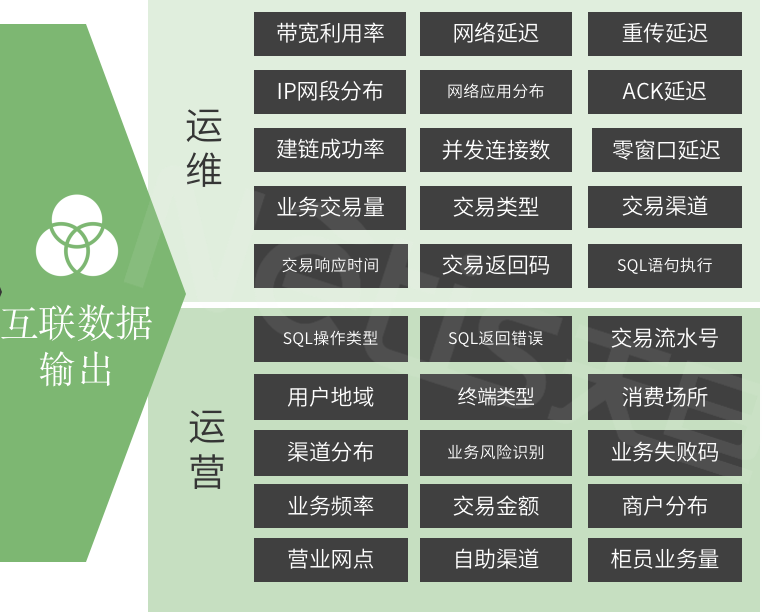 互联数据
输出
运维
带宽利用率 网络延迟 重传延迟
IP网段分布 网络应用分布 ACK延迟
建链成功率 并发连接数 零窗口延迟
业务交易量 交易类型 交易渠道
交易响应时间 交易返回码 SQL语句执行
运营
SQL操作类型 SQL返回错误 交易流水号
用户地域 终端类型 消费场所
渠道分布 业务风险识别 业务失败码
业务频率 交易金额 商户分布
营业网点 自助渠道 柜员业务量